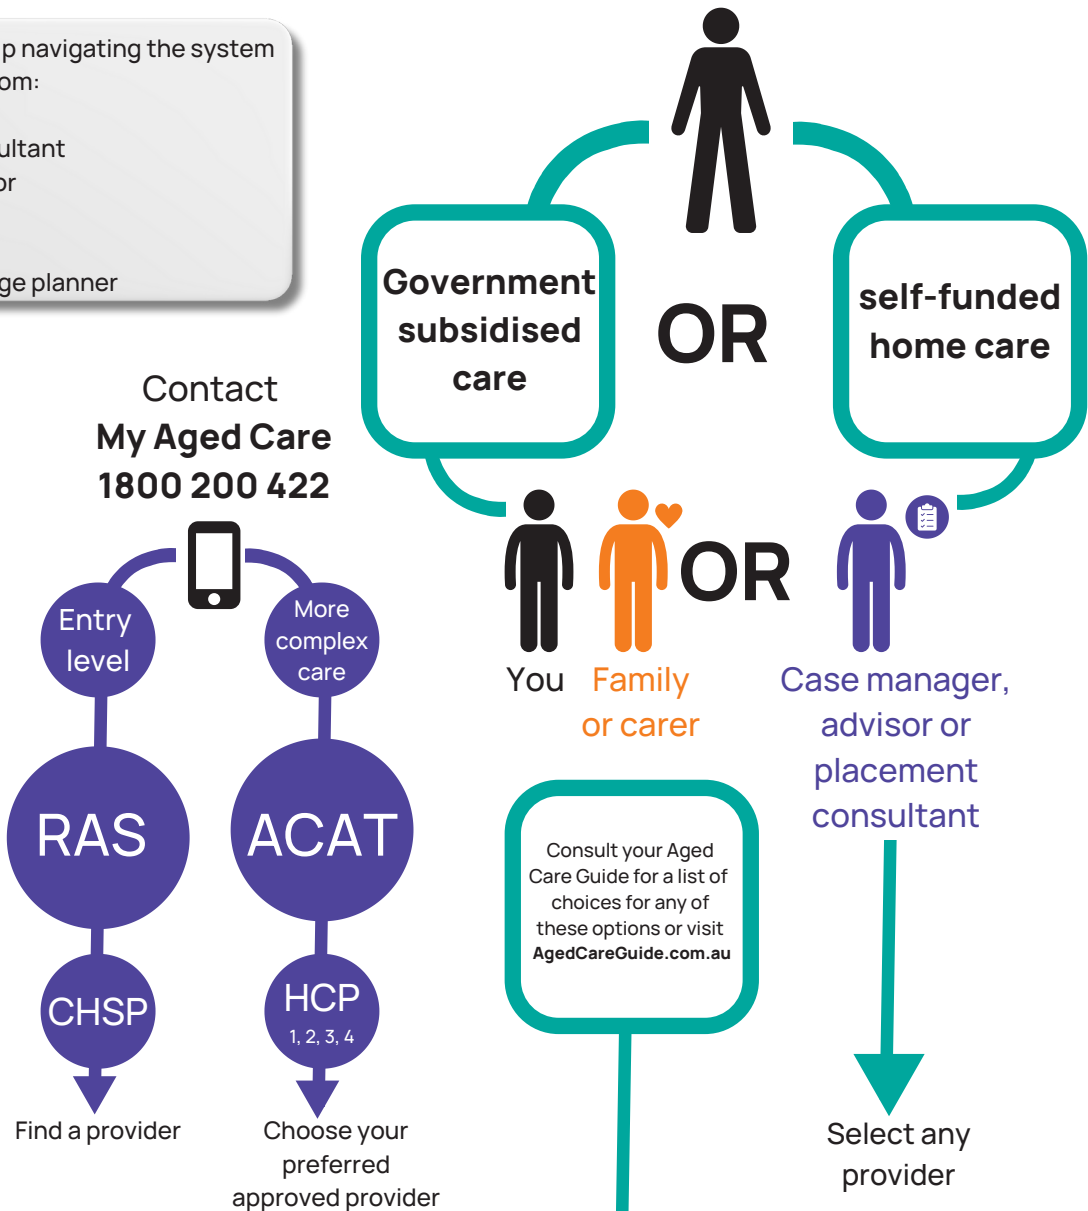 p navigating the system
om:
ultant
or
ge planner
Government
subsidised
care
OR
self-funded
home care
Contact
My Aged Care
1800 200 422
Entry
level
More
complex
care
RAS
ACAT
CHSP
HCP
1, 2, 3, 4
Find a provider
Choose your
preferred
approved provider
OR
You
Family
or carer
Case manager,
advisor or
placement
consultant
Consult your Aged
Care Guide for a list of
choices for any of
these options or visit
AgedCareGuide.com.au
Select any
provider